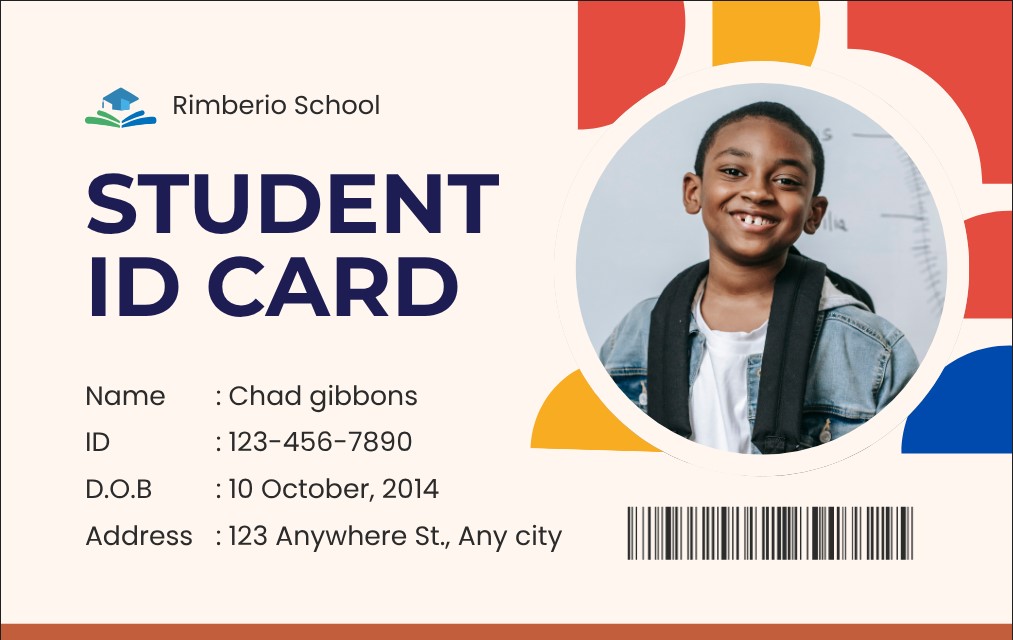 Rimberio School
STUDENT
ID CARD
Name : Chad gibbons
ID : 123-456-7890
D.O.B : 10 October, 2014
Address : 123 Anywhere St., Any city